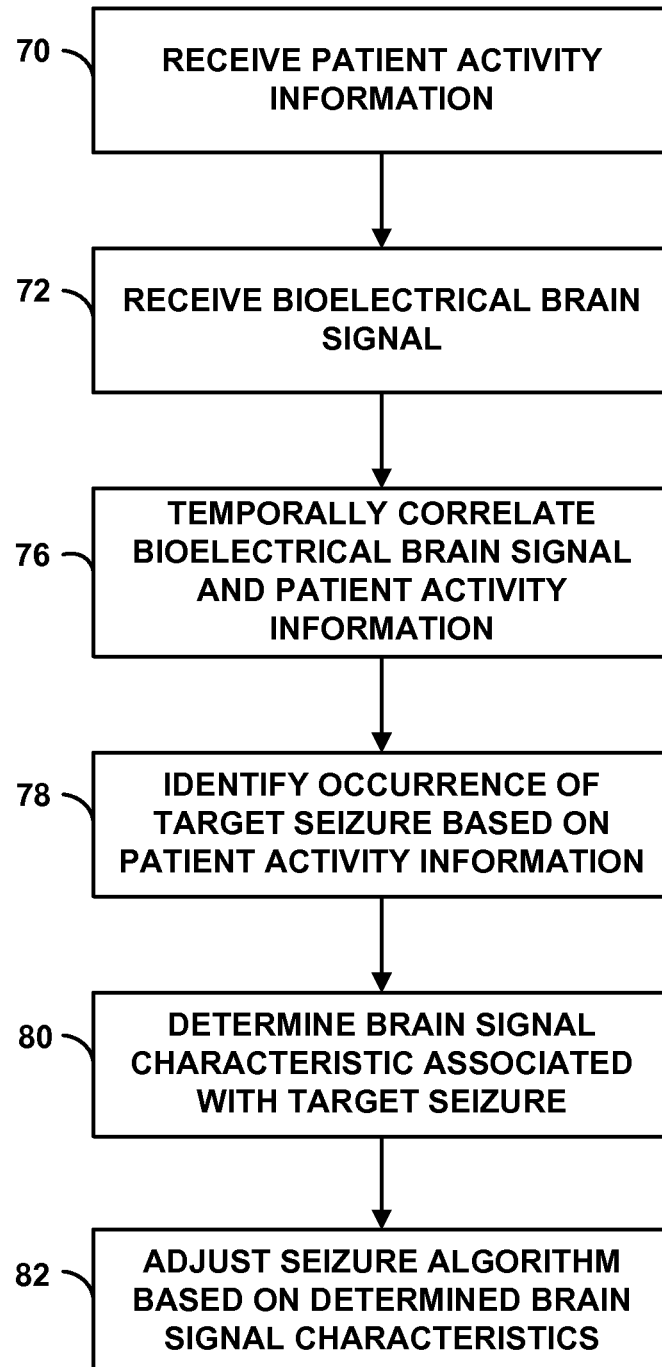 70
RECEIVE PATIENT ACTIVITY
INFORMATION
72
RECEIVE BIOELECTRICAL BRAIN
SIGNAL
76
TEMPORALLY CORRELATE
BIOELECTRICAL BRAIN SIGNAL
AND PATIENT ACTIVITY
INFORMATION
78
IDENTIFY OCCURRENCE OF
TARGET SEIZURE BASED ON
PATIENT ACTIVITY INFORMATION
80
DETERMINE BRAIN SIGNAL
CHARACTERISTIC ASSOCIATED
WITH TARGET SEIZURE
82
ADJUST SEIZURE ALGORITHM
BASED ON DETERMINED BRAIN
SIGNAL CHARACTERISTICS